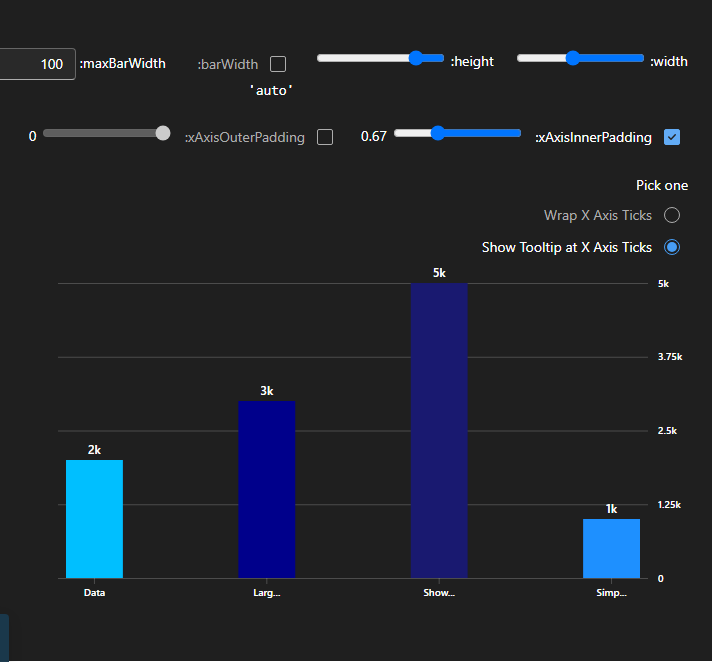 100 :maxBarWidth :barWidth :height :width
'auto'
0 :xAxisOuterPadding 0.67 :xAxisInnerPadding
Pick one
Wrap X Axis Ticks
Show Tooltip at X Axis Ticks
5k
5k
3.75k
3k
2.5k
2k
1.25k
1k
0
Data Larg... Show... Simp...